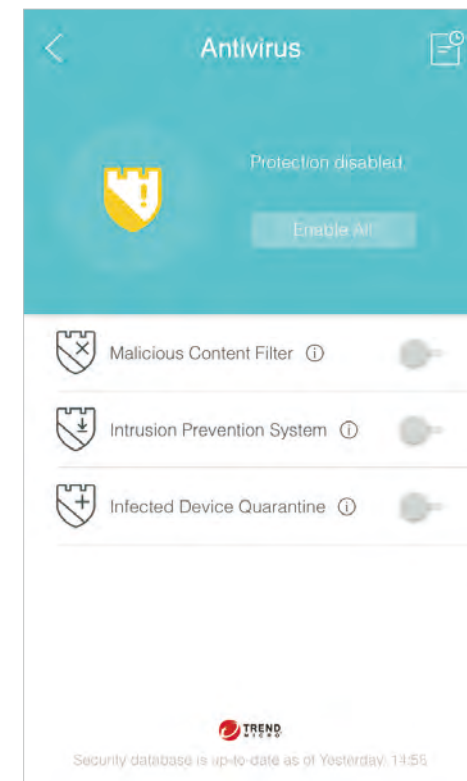 Antivirus
Protection disabled.
Enable All
Malicious Content Filter
Intrusion Prevention System
Infected Device Quarantine
TREND
MICRO
Security database is up-to-date as of Yesterday, 14:56